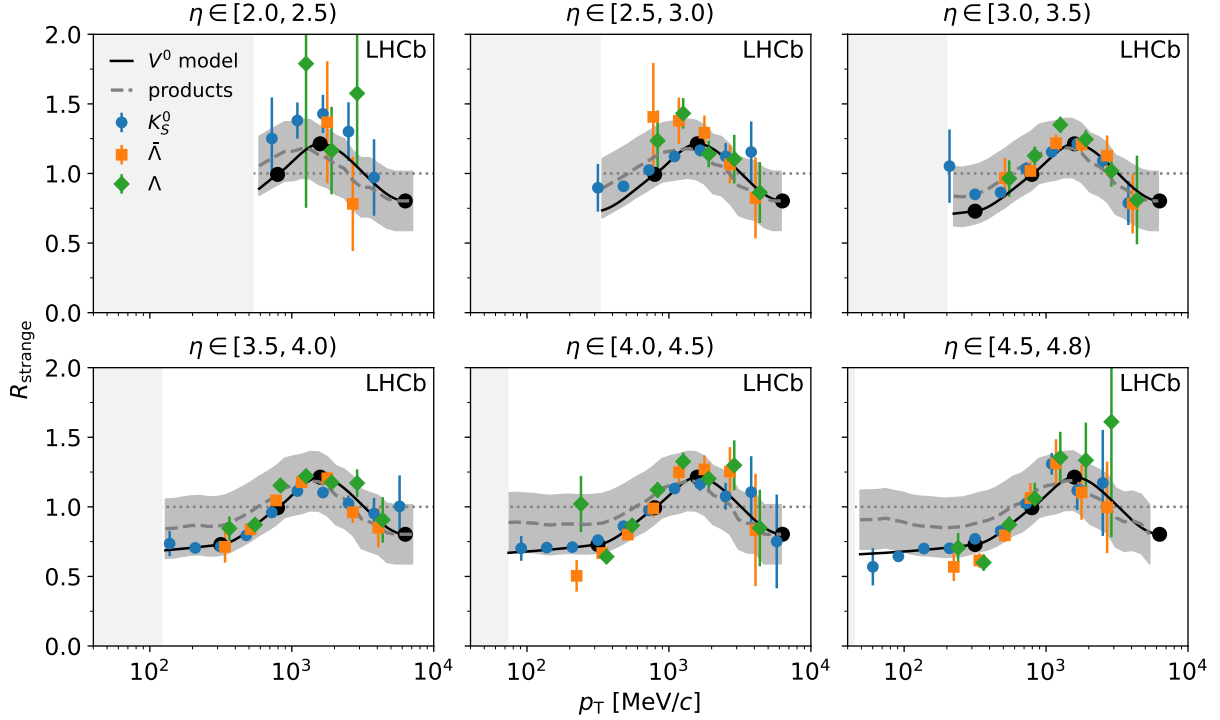 η ∈ [2.0, 2.5)
η ∈ [2.5, 3.0)
η ∈ [3.0, 3.5)
2.0
1.5
1.0
0.5
0.0
LHCb
V⁰ model
products
K_S^0
Λ̄
Λ
LHCb
LHCb
η ∈ [3.5, 4.0)
η ∈ [4.0, 4.5)
η ∈ [4.5, 4.8)
R_strange
2.0
1.5
1.0
0.5
0.0
LHCb
LHCb
LHCb
10² 10³ 10⁴
10² 10³ 10⁴
10² 10³ 10⁴
p_T [MeV/c]